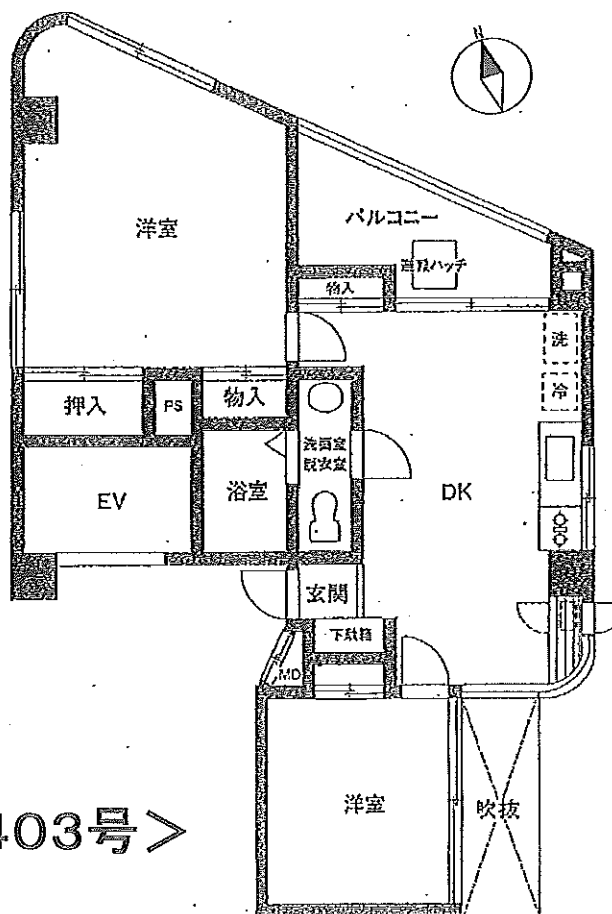 N
洋室
バルコニー
避難ハッチ
物入
洗
冷
押入
PS
物入
洗面室
脱衣室
浴室
EV
DK
玄関
下駄箱
MD
洋室
吹抜
403号＞